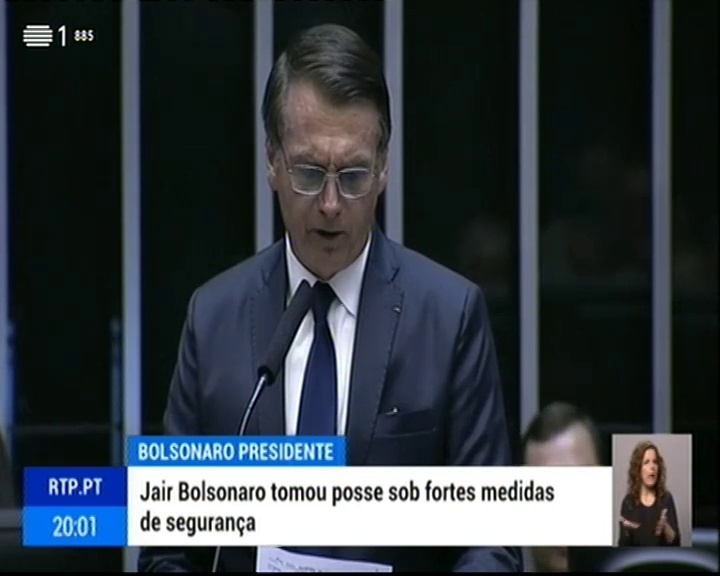 1 885
BOLSONARO PRESIDENTE
RTP.PT
Jair Bolsonaro tomou posse sob fortes medidas
20:01
de segurança